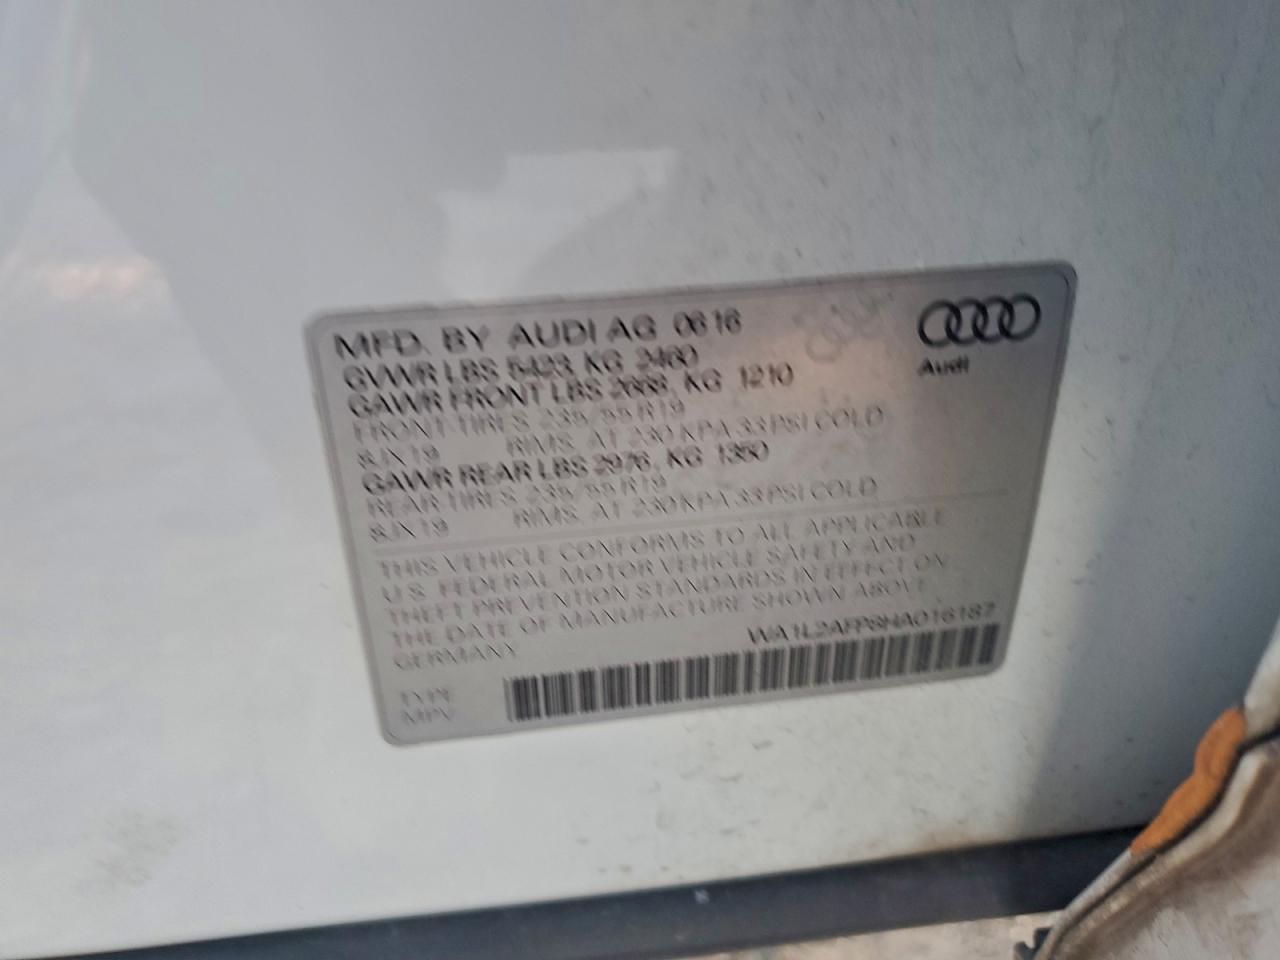 MFD. BY AUDI AG 0616
GVWR LBS 5423, KG 2460
GAWR FRONT LBS 2668, KG 1210
FRONT-TIRES 235/55 R19
8JX19 RIMS, AT 230 KPA 33 PSI COLD
GAWR REAR LBS 2976, KG 1350
REAR TIRES 235/55 R19
8JX19 RIMS, AT 230 KPA 33 PSI COLD
THIS VEHICLE CONFORMS TO ALL APPLICABLE
U.S. FEDERAL MOTOR VEHICLE SAFETY AND
THEFT PREVENTION STANDARDS IN EFFECT ON
THE DATE OF MANUFACTURE SHOWN ABOVE.
GERMANY
WA1L2AFP8HA016187
TYPE
MPV
Audi